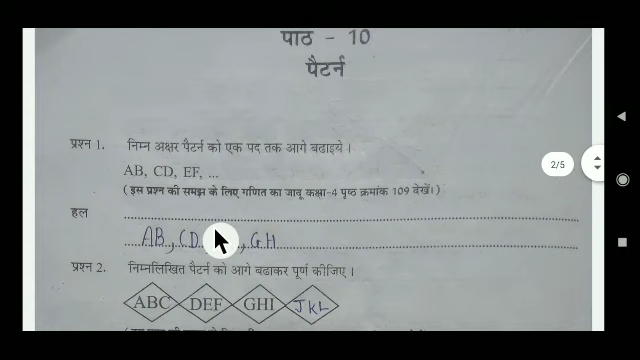 पाठ - 10
पैटर्न
प्रश्न 1. निम्न अक्षर पैटर्न को एक पद तक आगे बढाइये।
AB, CD, EF, ...
(इस प्रश्न की समझ के लिए गणित का जादू कक्षा-4 पृष्ठ क्रमांक 109 देखें।)
हल
AB, CD , GH
प्रश्न 2. निम्नलिखित पैटर्न को आगे बढाकर पूर्ण कीजिए।
ABC DEF GHI JKL
2/5